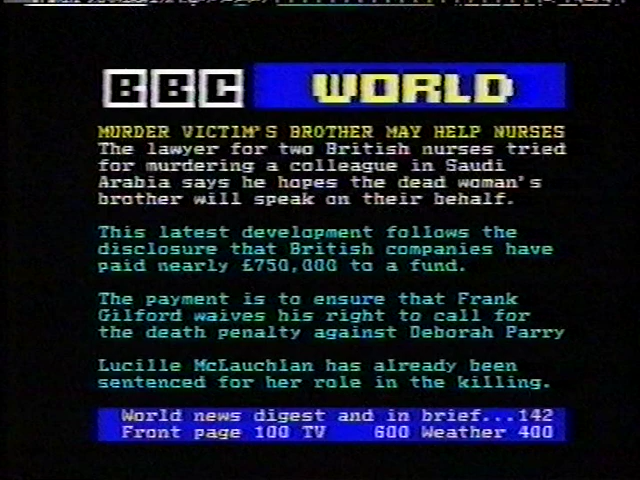 BBC WORLD
MURDER VICTIM'S BROTHER MAY HELP NURSES
The lawyer for two British nurses tried
for murdering a colleague in Saudi
Arabia says he hopes the dead woman's
brother will speak on their behalf.
This latest development follows the
disclosure that British companies have
paid nearly £750,000 to a fund.
The payment is to ensure that Frank
Gilford waives his right to call for
the death penalty against Deborah Parry
Lucille McLauchlan has already been
sentenced for her role in the killing.
World news digest and in brief...142
Front page 100 TV 600 Weather 400